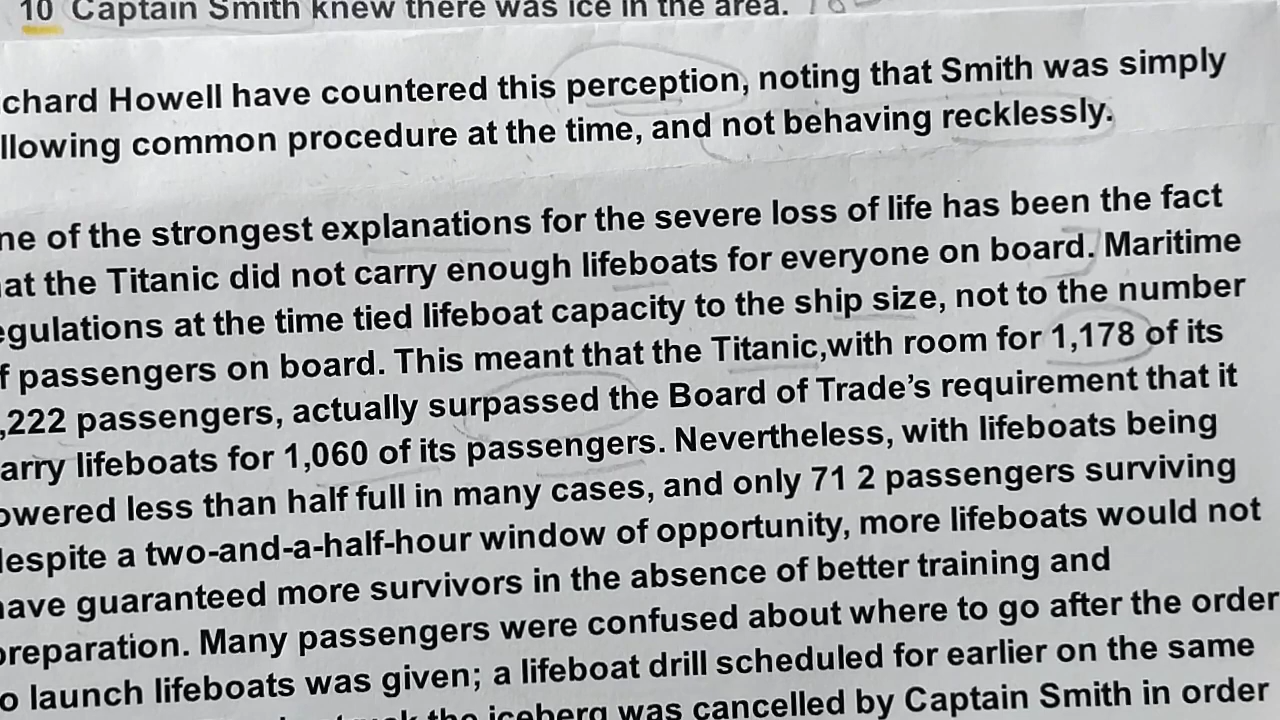 10 Captain Smith knew there was ice in the area.
chard Howell have countered this perception, noting that Smith was simply
llowing common procedure at the time, and not behaving recklessly.
ne of the strongest explanations for the severe loss of life has been the fact
at the Titanic did not carry enough lifeboats for everyone on board. Maritime
egulations at the time tied lifeboat capacity to the ship size, not to the number
f passengers on board. This meant that the Titanic,with room for 1,178 of its
,222 passengers, actually surpassed the Board of Trade's requirement that it
arry lifeboats for 1,060 of its passengers. Nevertheless, with lifeboats being
owered less than half full in many cases, and only 71 2 passengers surviving
despite a two-and-a-half-hour window of opportunity, more lifeboats would not
have guaranteed more survivors in the absence of better training and
preparation. Many passengers were confused about where to go after the order
o launch lifeboats was given; a lifeboat drill scheduled for earlier on the same
the iceberg was cancelled by Captain Smith in order